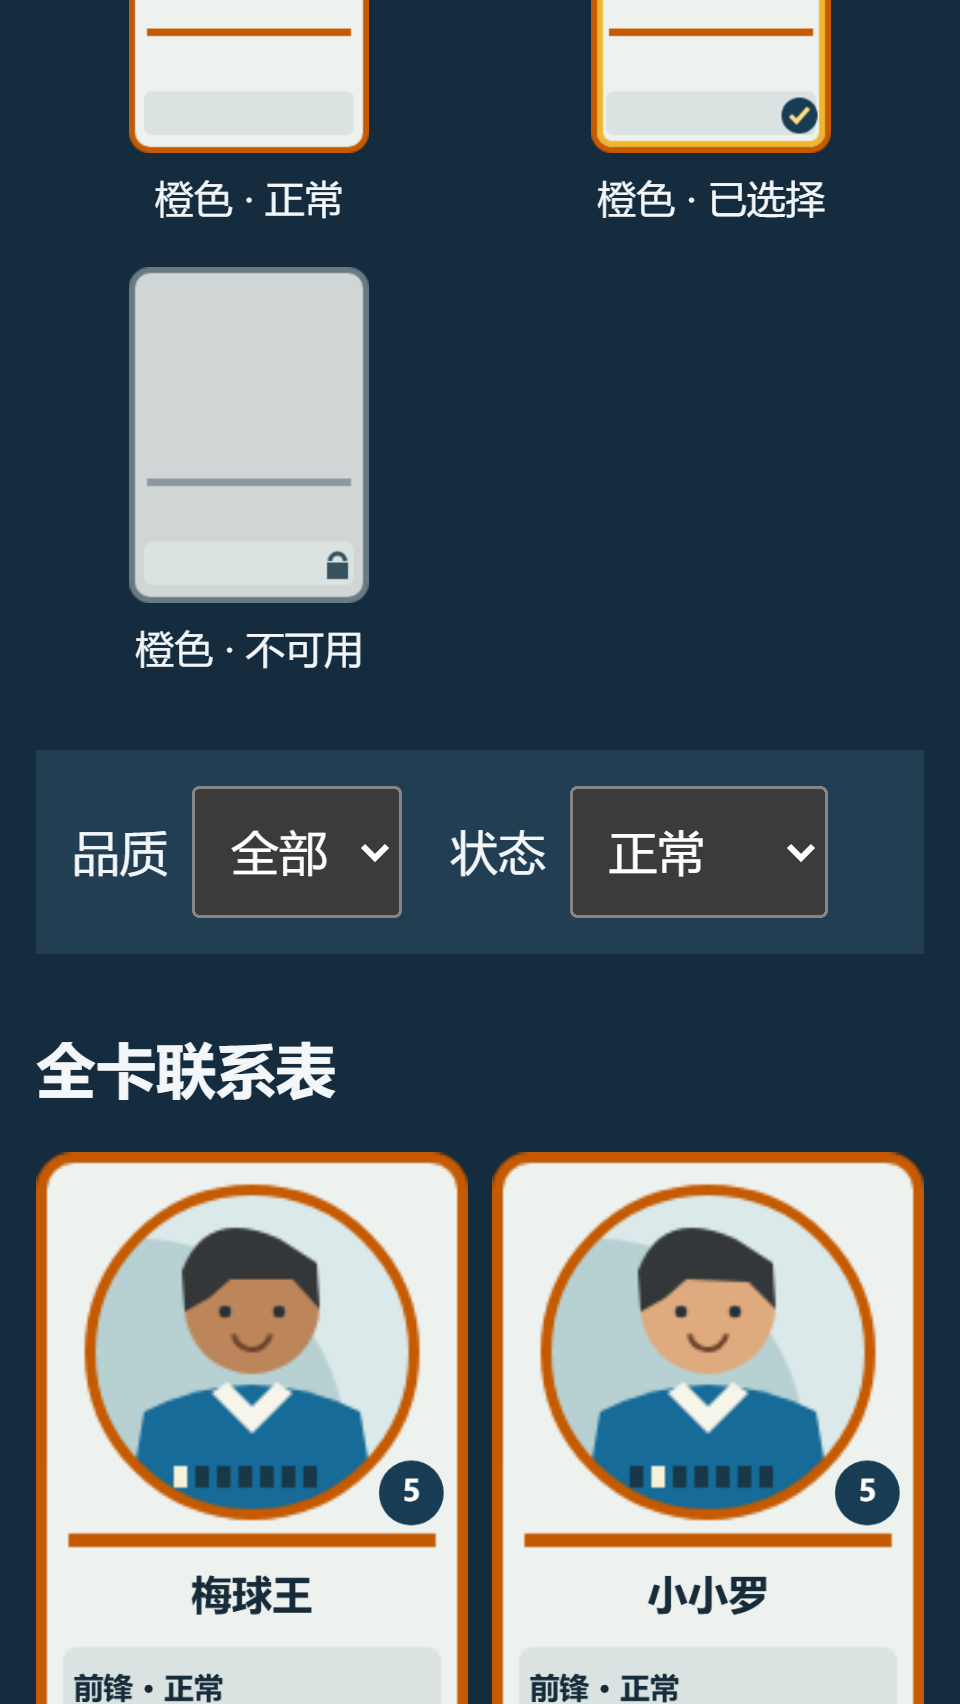 橙色 · 正常
橙色 · 已选择
橙色 · 不可用
品质 全部 状态 正常
全卡联系表
5
5
梅球王
小小罗
前锋 • 正常
前锋 • 正常